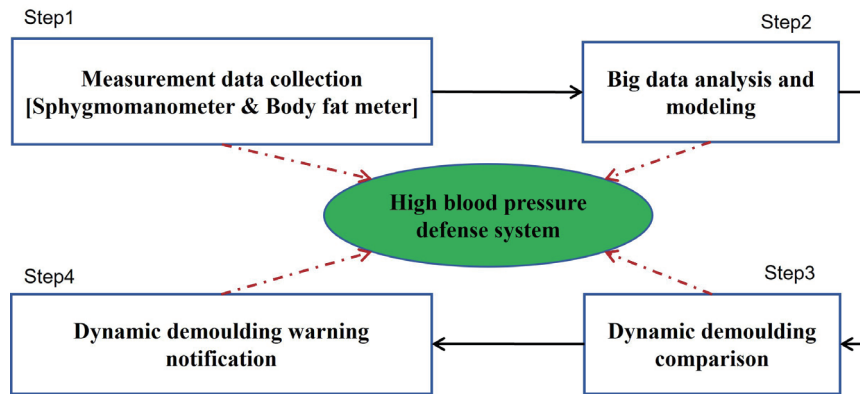 Step1
Measurement data collection
[Sphygmomanometer & Body fat meter]
Step2
Big data analysis and
modeling
High blood pressure
defense system
Step3
Dynamic demoulding
comparison
Step4
Dynamic demoulding warning
notification